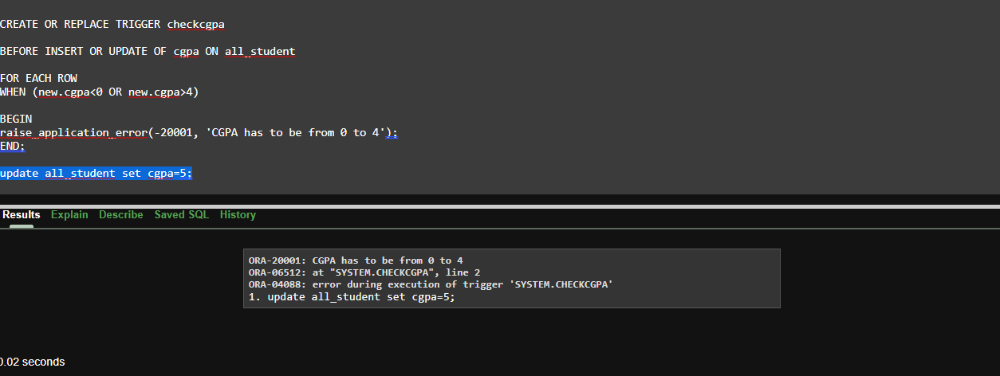 CREATE OR REPLACE TRIGGER checkcgpa
BEFORE INSERT OR UPDATE OF cgpa ON all_student
FOR EACH ROW
WHEN (new.cgpa<0 OR new.cgpa>4)
BEGIN
raise_application_error(-20001, 'CGPA has to be from 0 to 4');
END;
update all_student set cgpa=5;
Results Explain Describe Saved SQL History
ORA-20001: CGPA has to be from 0 to 4
ORA-06512: at "SYSTEM.CHECKCGPA", line 2
ORA-04088: error during execution of trigger 'SYSTEM.CHECKCGPA'
1. update all_student set cgpa=5;
0.02 seconds